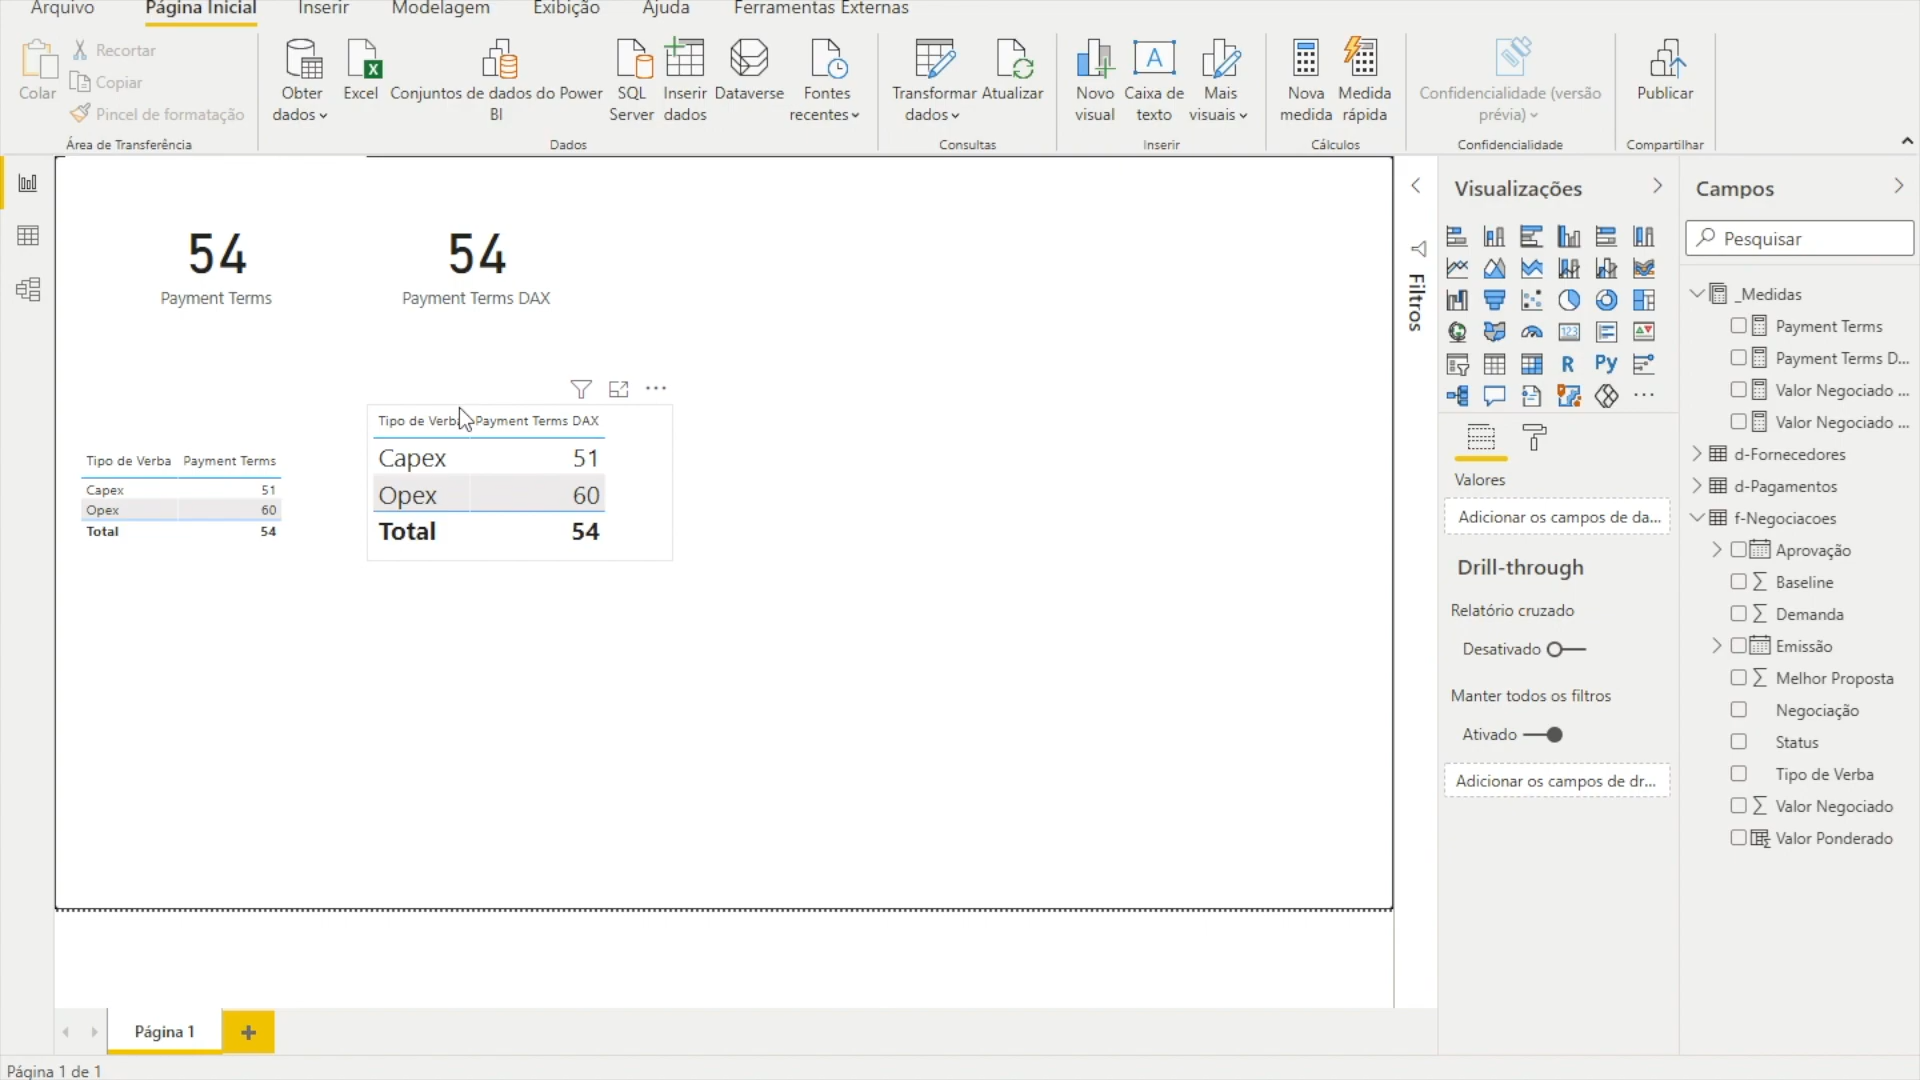 Arquivo Página Inicial Inserir Modelagem Exibição Ajuda Ferramentas Externas
Colar
Recortar
Copiar
Pincel de formatação
Área de Transferência
Obter
dados
Excel
Conjuntos de dados do Power
BI
SQL
Server
Inserir
dados
Dataverse
Fontes
recentes
Dados
Transformar
dados
Atualizar
Consultas
Novo
visual
A
Caixa de
texto
Mais
visuais
Inserir
Nova
medida
Medida
rápida
Cálculos
Confidencialidade (versão
prévia)
Confidencialidade
Publicar
Compartilhar
54
Payment Terms
54
Payment Terms DAX
Tipo de Verba Payment Terms
Capex 51
Opex 60
Total 54
Tipo de Verba Payment Terms DAX
Capex 51
Opex 60
Total 54
Filtros
Visualizações
123
R
Py
Valores
Adicionar os campos de da...
Drill-through
Relatório cruzado
Desativado
Manter todos os filtros
Ativado
Adicionar os campos de dr...
Campos
Pesquisar
_Medidas
Payment Terms
Payment Terms D...
Valor Negociado ...
Valor Negociado ...
d-Fornecedores
d-Pagamentos
f-Negociacoes
Aprovação
Baseline
Demanda
Emissão
Melhor Proposta
Negociação
Status
Tipo de Verba
Valor Negociado
Valor Ponderado
Página 1
Página 1 de 1